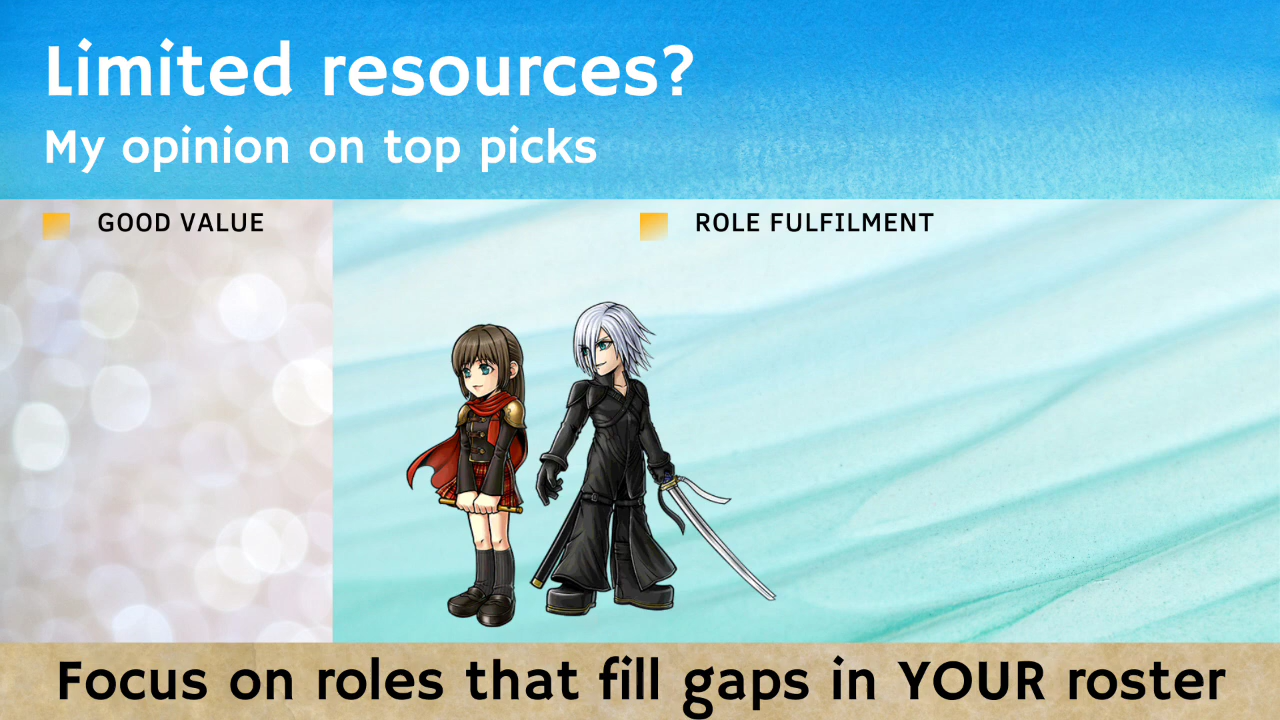 Limited resources?
My opinion on top picks
GOOD VALUE
ROLE FULFILMENT
Focus on roles that fill gaps in YOUR roster